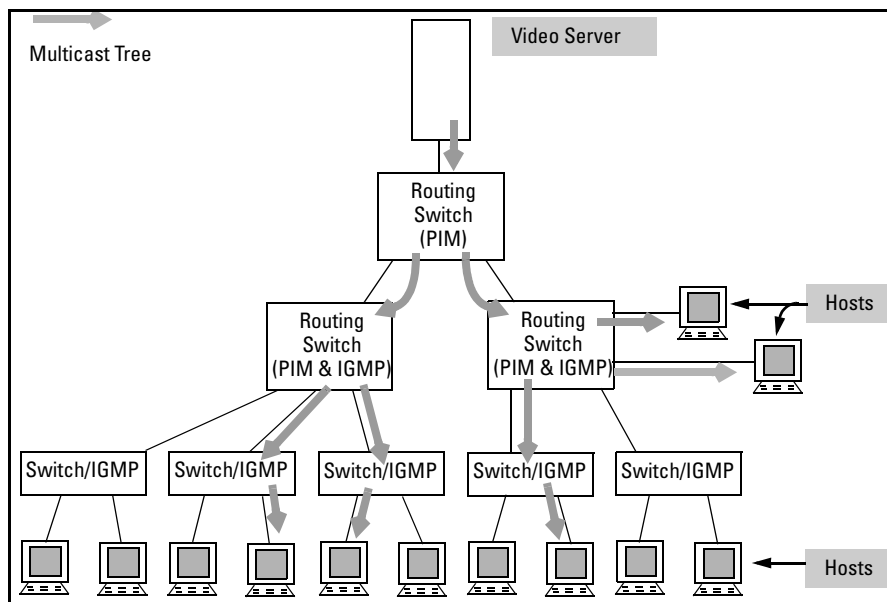 Multicast Tree
Video Server
Routing
Switch
(PIM)
Routing
Switch
(PIM & IGMP)
Routing
Switch
(PIM & IGMP)
Hosts
Switch/IGMP
Switch/IGMP
Switch/IGMP
Switch/IGMP
Switch/IGMP
Hosts